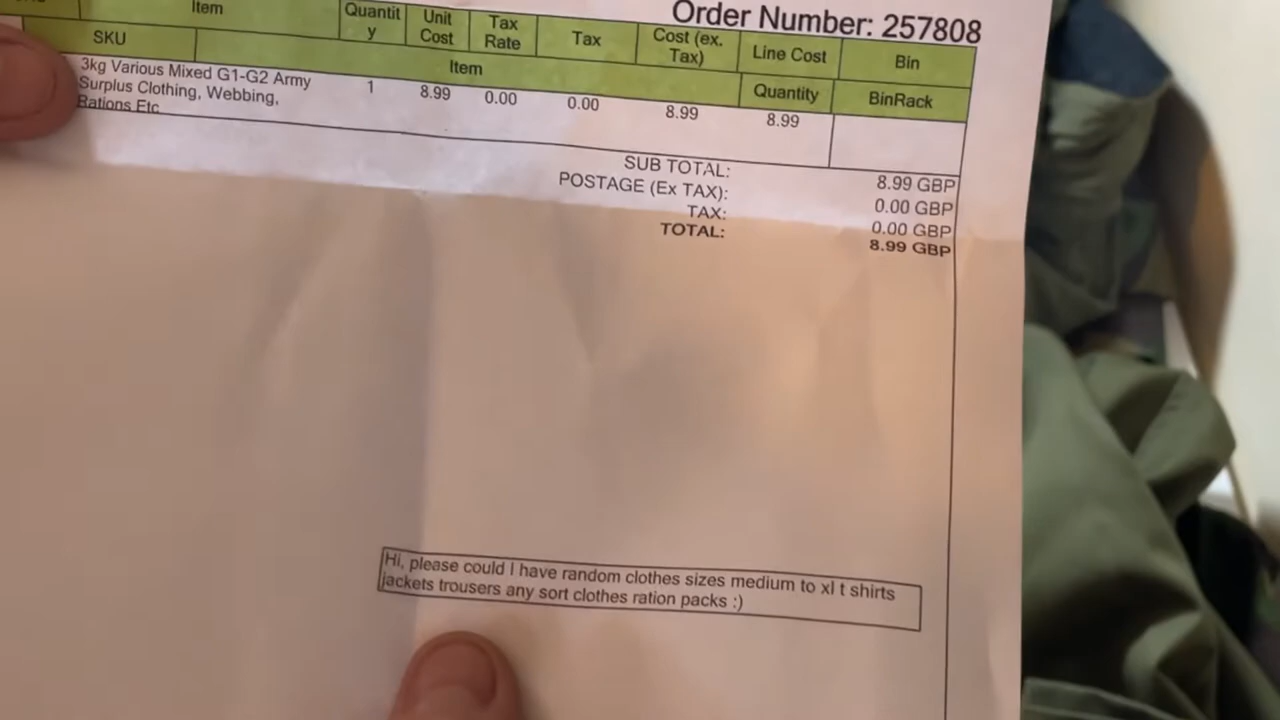 Order Number: 257808
Item
Quantit
y
Unit
Cost
Tax
Rate
Tax
Cost (ex.
Tax)
Line Cost
Bin
SKU
Item
Quantity
BinRack
3kg Various Mixed G1-G2 Army
Surplus Clothing, Webbing,
Rations Etc
1
8.99
0.00
0.00
8.99
8.99
SUB TOTAL: 8.99 GBP
POSTAGE (Ex TAX): 0.00 GBP
TAX: 0.00 GBP
TOTAL: 8.99 GBP
Hi, please could I have random clothes sizes medium to xl t shirts
jackets trousers any sort clothes ration packs :)